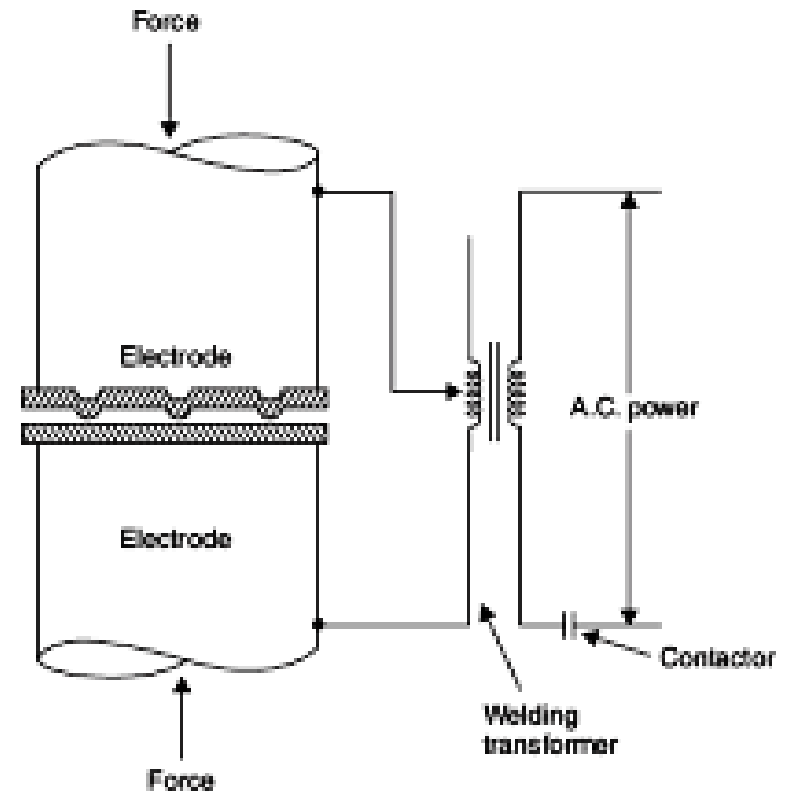 Force
Electrode
A.C. power
Electrode
Contactor
Welding
transformer
Force